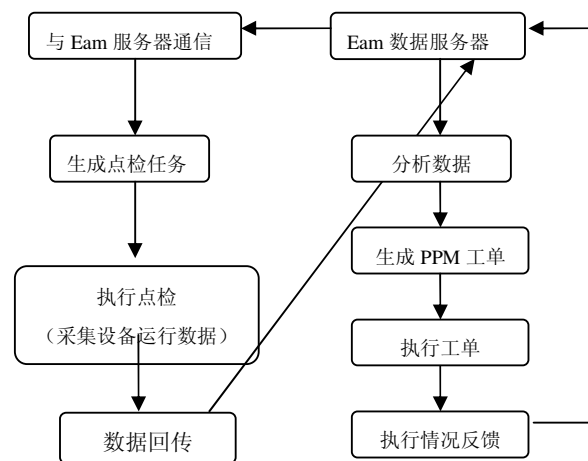 与 Eam 服务器通信
Eam 数据服务器
生成点检任务
分析数据
生成 PPM 工单
执行点检
（采集设备运行数据）
执行工单
数据回传
执行情况反馈